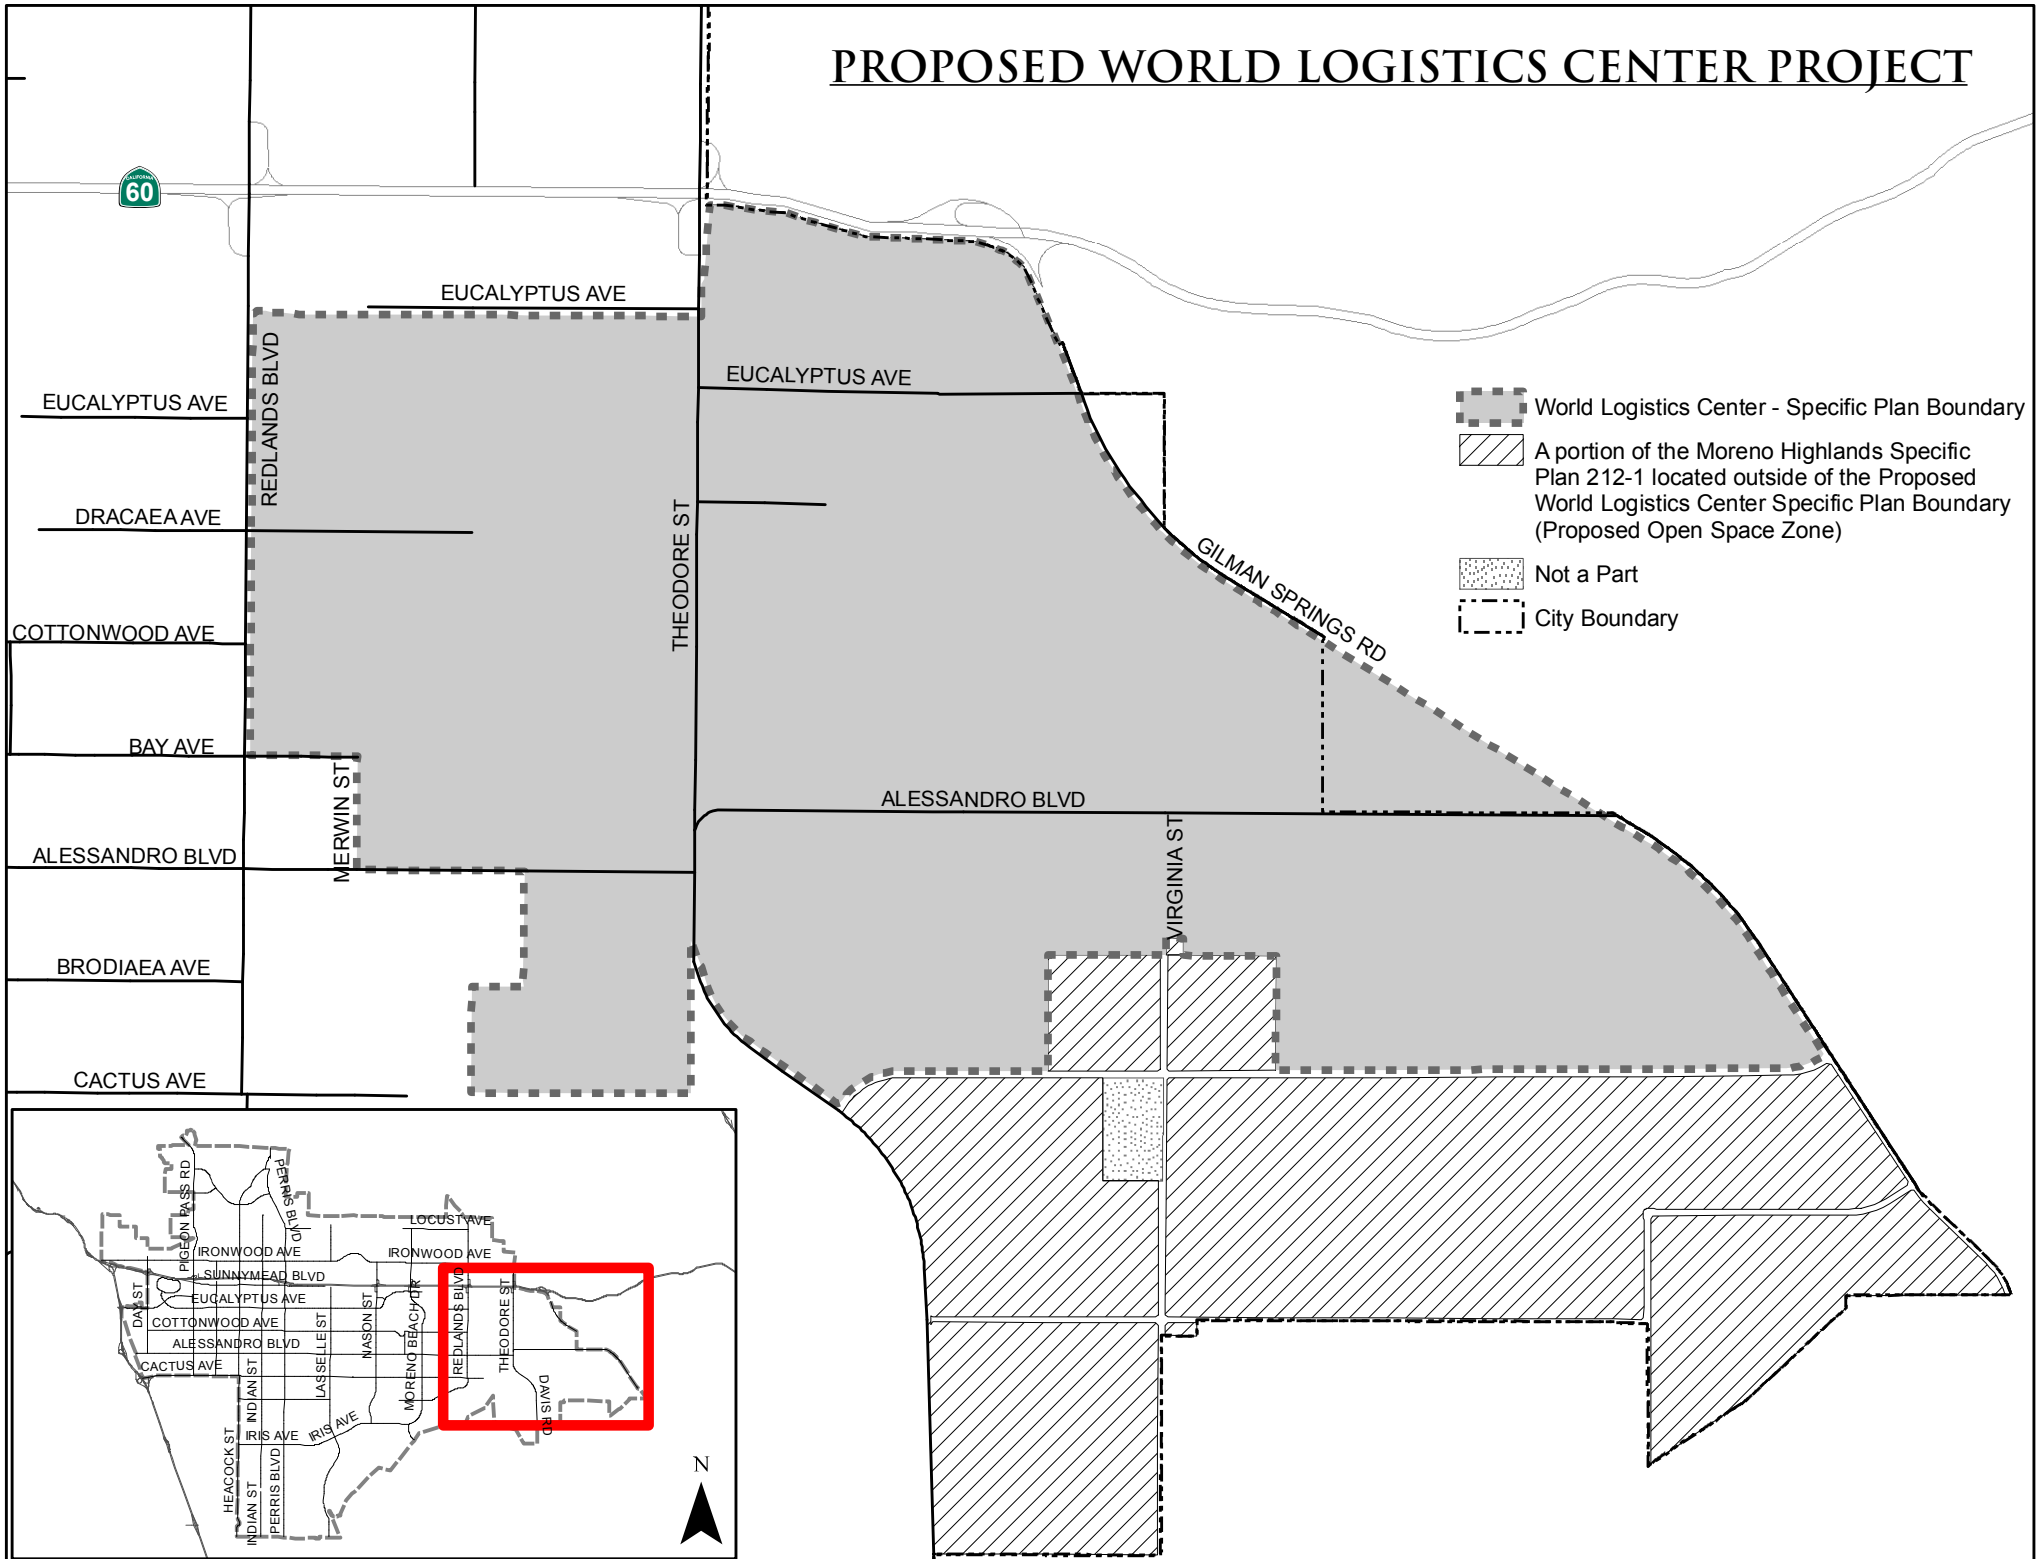 PROPOSED WORLD LOGISTICS CENTER PROJECT
CALIFORNIA
60
EUCALYPTUS AVE
REDLANDS BLVD
EUCALYPTUS AVE
EUCALYPTUS AVE
World Logistics Center - Specific Plan Boundary
A portion of the Moreno Highlands Specific
Plan 212-1 located outside of the Proposed
World Logistics Center Specific Plan Boundary
(Proposed Open Space Zone)
Not a Part
City Boundary
DRACAEA AVE
THEODORE ST
GILMAN SPRINGS RD
COTTONWOOD AVE
BAY AVE
MERWIN ST
ALESSANDRO BLVD
ALESSANDRO BLVD
VIRGINIA ST
BRODIAEA AVE
CACTUS AVE
PIGEON PASS RD
PERRIS BLVD
LOCUST AVE
IRONWOOD AVE
IRONWOOD AVE
SUNNYMEAD BLVD
EUCALYPTUS AVE
DAY ST
COTTONWOOD AVE
ALESSANDRO BLVD
CACTUS AVE
LASSELLE ST
NASON ST
MORENO BEACH DR
REDLANDS BLVD
THEODORE ST
DAVIS RD
INDIAN ST
IRIS AVE
IRIS AVE
HEACOCK ST
INDIAN ST
PERRIS BLVD
N